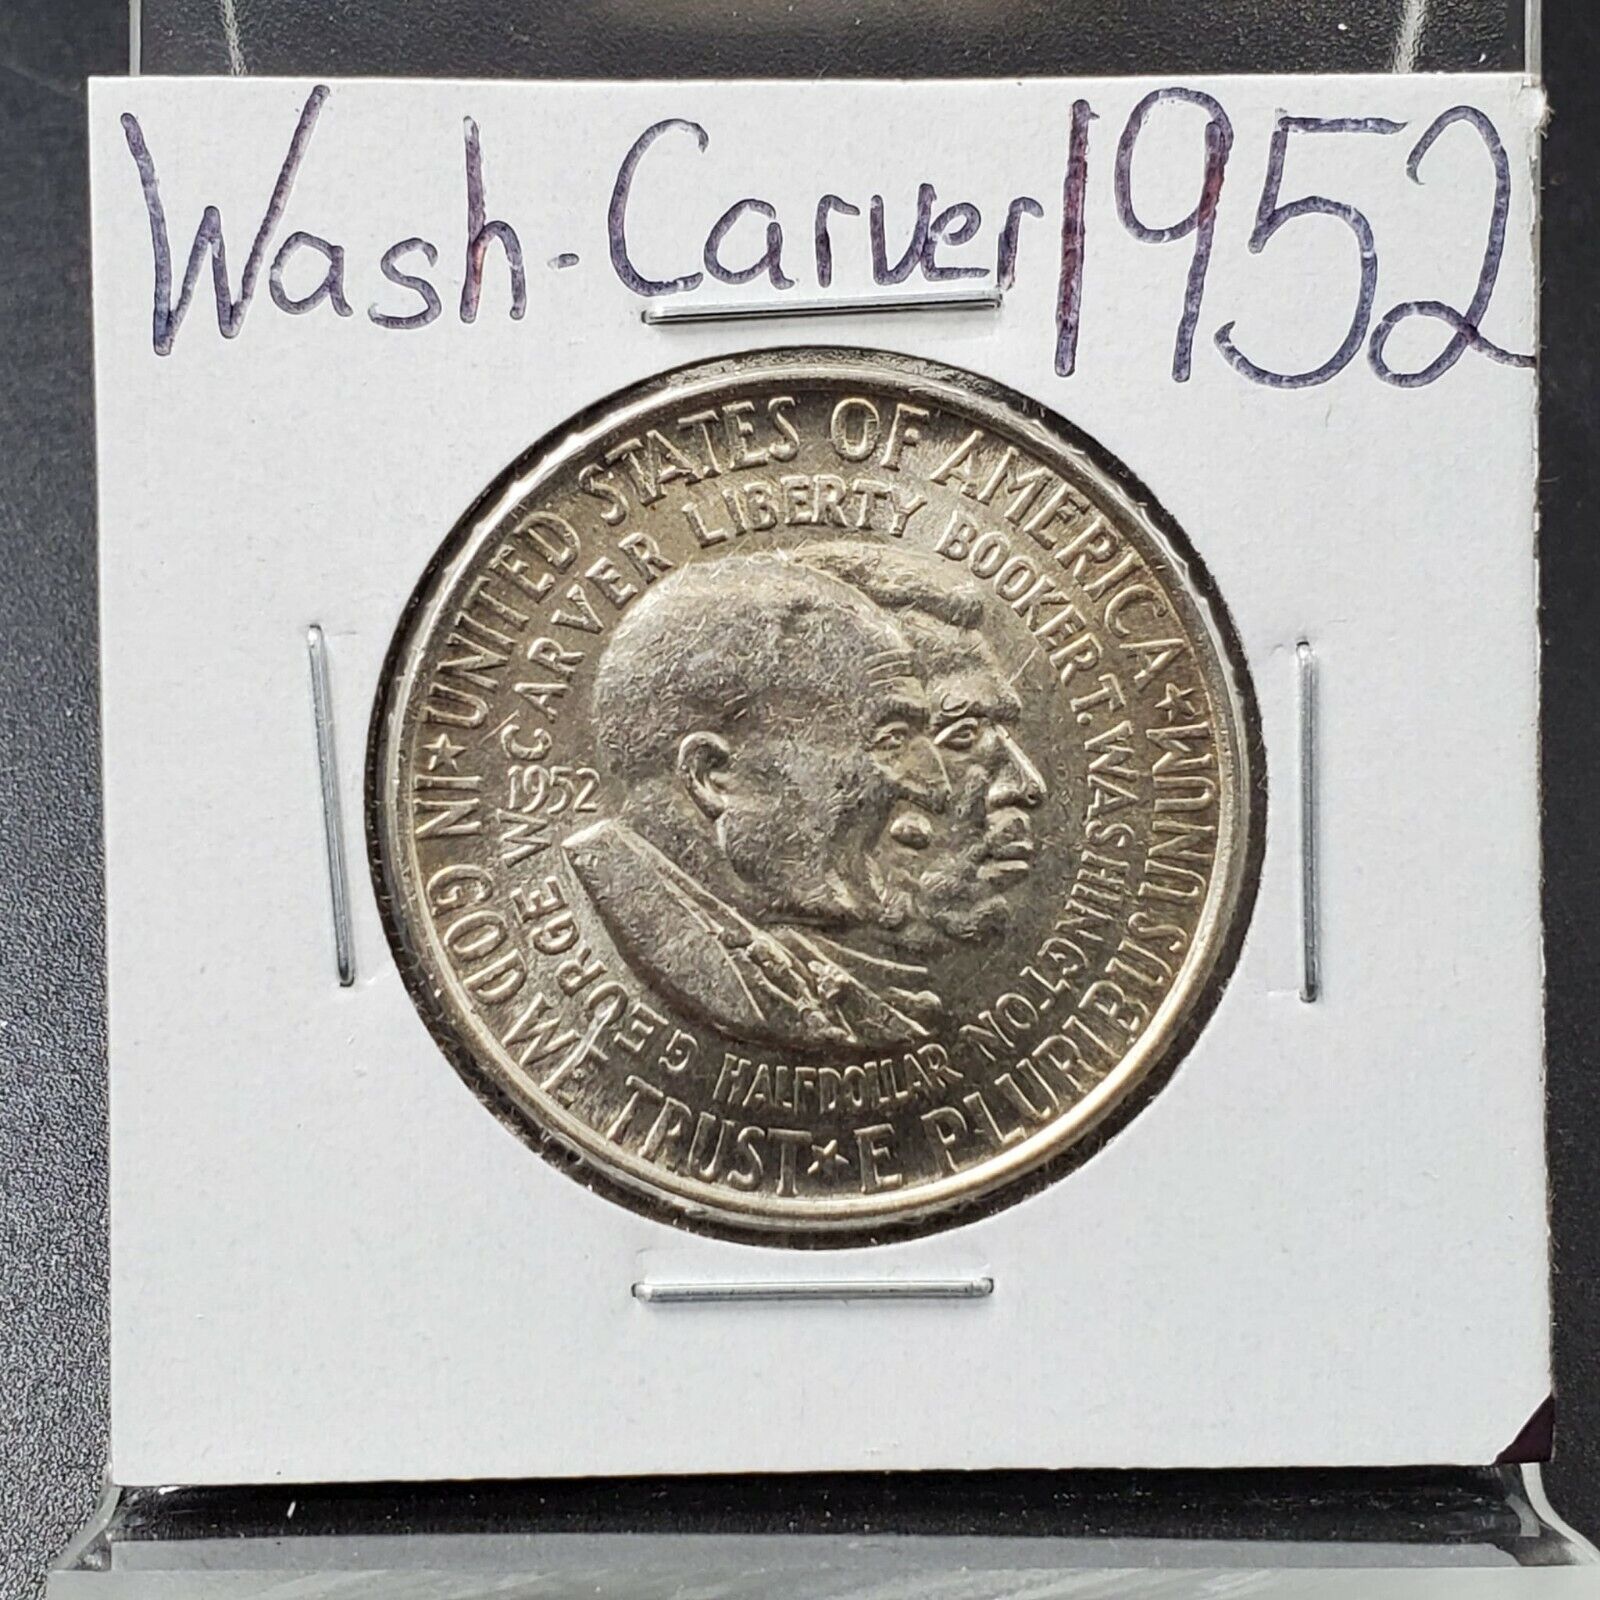 Wash-Carver 1952
★ UNITED STATES OF AMERICA ★
IN GOD WE TRUST ★ E PLURIBUS UNUM
GEORGE W CARVER LIBERTY BOOKER T. WASHINGTON
1952
HALF DOLLAR